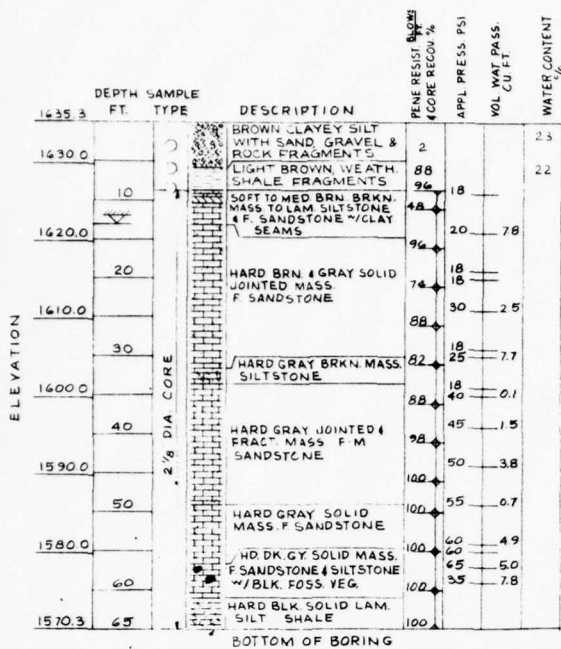 PENE RESIST. BLOWS/FT.
& CORE RECOV. %
APPL PRESS. PSI
VOL WAT PASS.
CU. FT.
WATER CONTENT
%
DEPTH SAMPLE
FT. TYPE DESCRIPTION
ELEVATION
2 1/8 DIA CORE
1635.3
BROWN CLAYEY SILT
WITH SAND, GRAVEL &
ROCK FRAGMENTS
2
23
1630.0
LIGHT BROWN, WEATH.
SHALE FRAGMENTS
88
22
96
10
SOFT TO MED. BRN. BRKN.
MASS TO LAM. SILTSTONE
& F. SANDSTONE W/CLAY
SEAMS
18
48
1620.0
20 7.8
96
20
HARD BRN. & GRAY SOLID
JOINTED MASS.
F. SANDSTONE
18
18
74
1610.0
30 2.5
88
30
HARD GRAY BRKN. MASS.
SILTSTONE
18
82 25 7.7
1600.0
18
88 40 0.1
40
HARD GRAY JOINTED &
FRACT. MASS F-M
SANDSTONE
45 1.5
98
1590.0
50 3.8
100
50
HARD GRAY SOLID
MASS. F. SANDSTONE
55 0.7
100
1580.0
60 4.9
100 60
HD. DK. GY. SOLID MASS.
F. SANDSTONE & SILTSTONE
W/BLK. FOSS. VEG.
65 5.0
35 7.8
60
100
HARD BLK. SOLID LAM.
SILT SHALE
1570.3 65
100
BOTTOM OF BORING